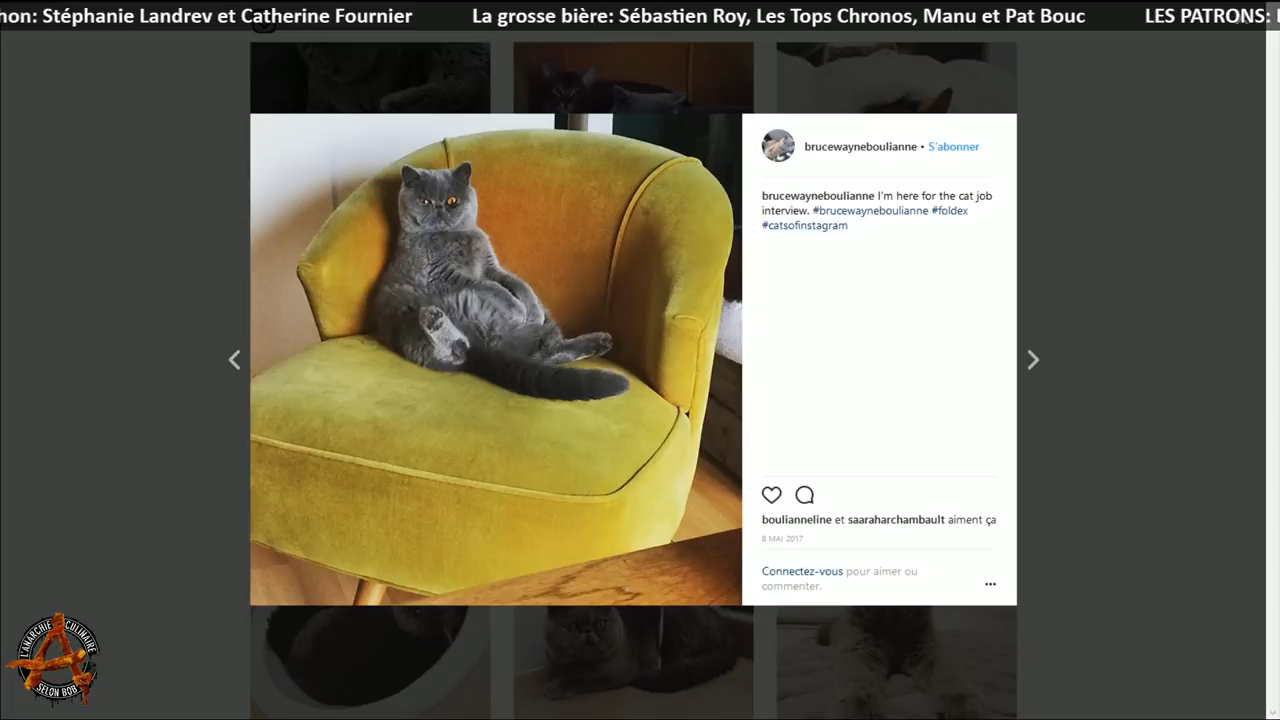 hon: Stéphanie Landrev et Catherine Fournier La grosse bière: Sébastien Roy, Les Tops Chronos, Manu et Pat Bouc LES PATRONS:
brucewayneboulianne • S'abonner
brucewayneboulianne I'm here for the cat job
interview. #brucewayneboulianne #foldex
#catsofinstagram
boulianneline et saaraharchambault aiment ça
8 MAI 2017
Connectez-vous pour aimer ou
commenter.
L'ANARCHIE CULINAIRE
SELON BOB